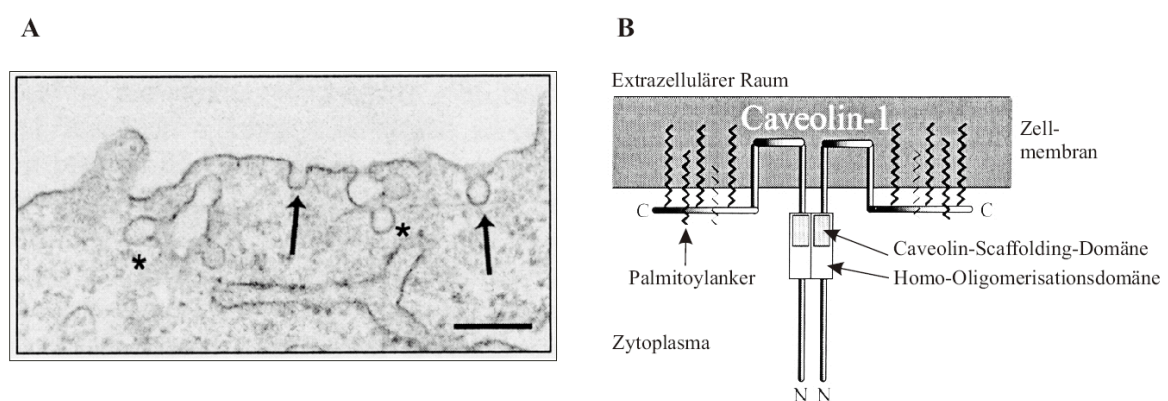 A
B
Extrazellulärer Raum
Caveolin-1
Zell-
membran
C
C
Caveolin-Scaffolding-Domäne
Palmitoylanker
Homo-Oligomerisationsdomäne
Zytoplasma
N N
*
*